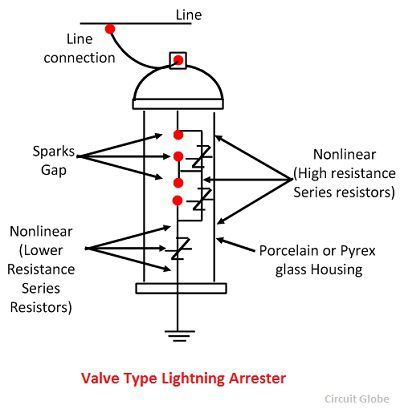 Line
Line
connection
Sparks
Gap
Nonlinear
(High resistance
Series resistors)
Nonlinear
(Lower
Resistance
Series
Resistors)
Porcelain or Pyrex
glass Housing
Valve Type Lightning Arrester
Circuit Globe